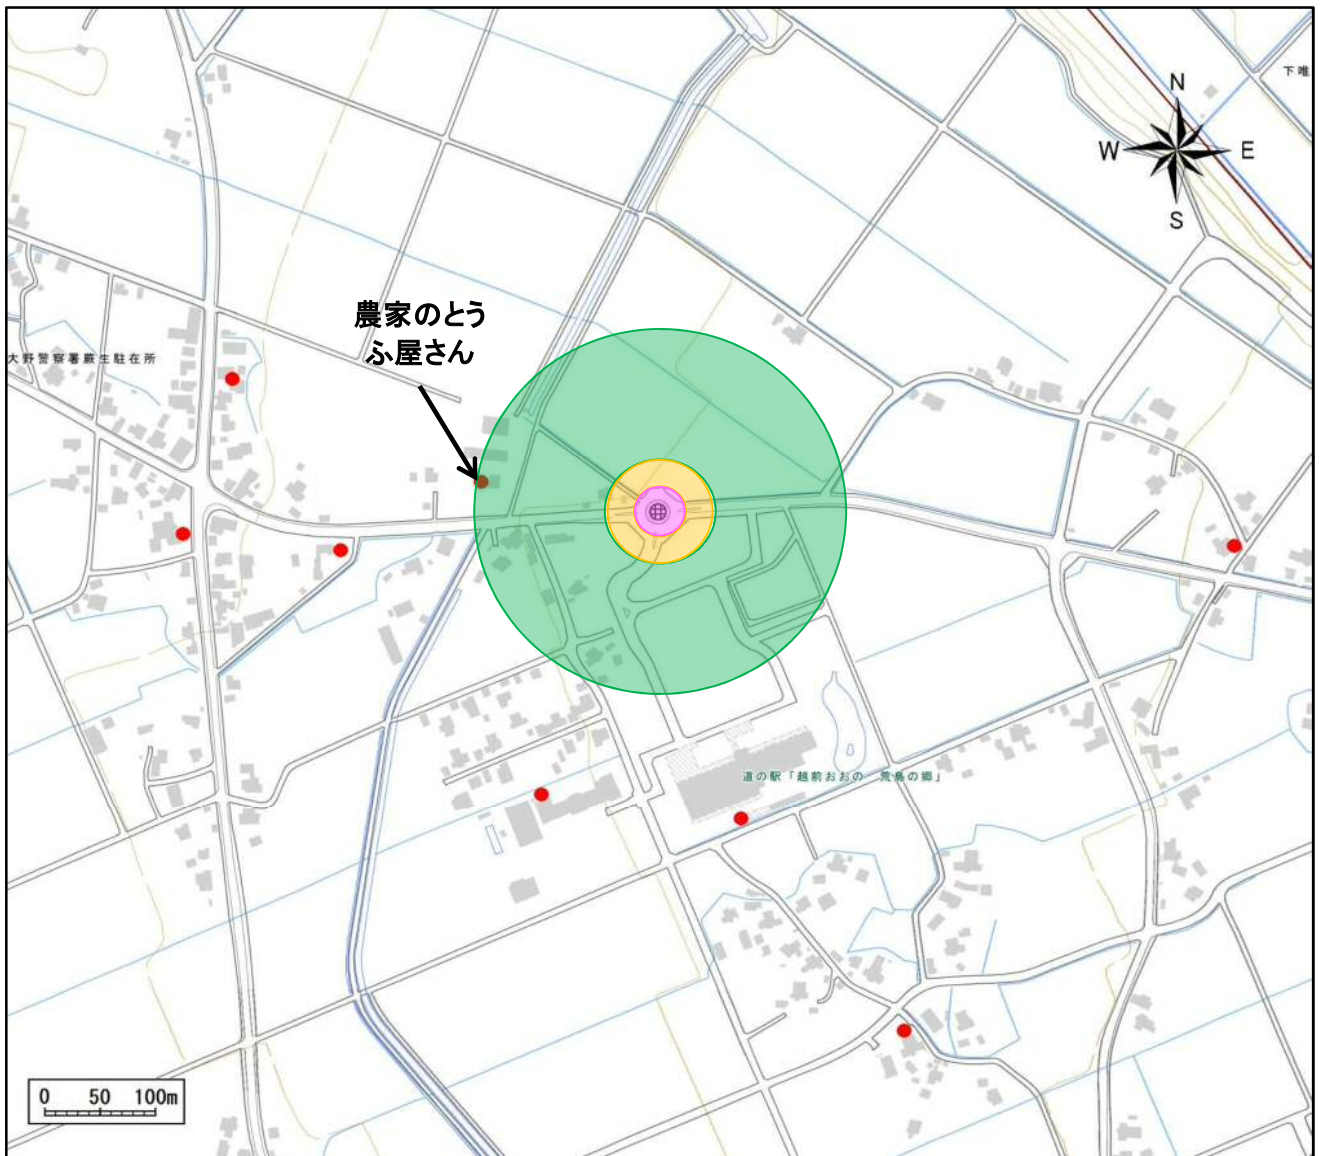 下唯
N
W
E
S
農家のとう
ふ屋さん
大野警察署蕨生駐在所
道の駅「越前おおの 荒島の郷」
0 50 100m